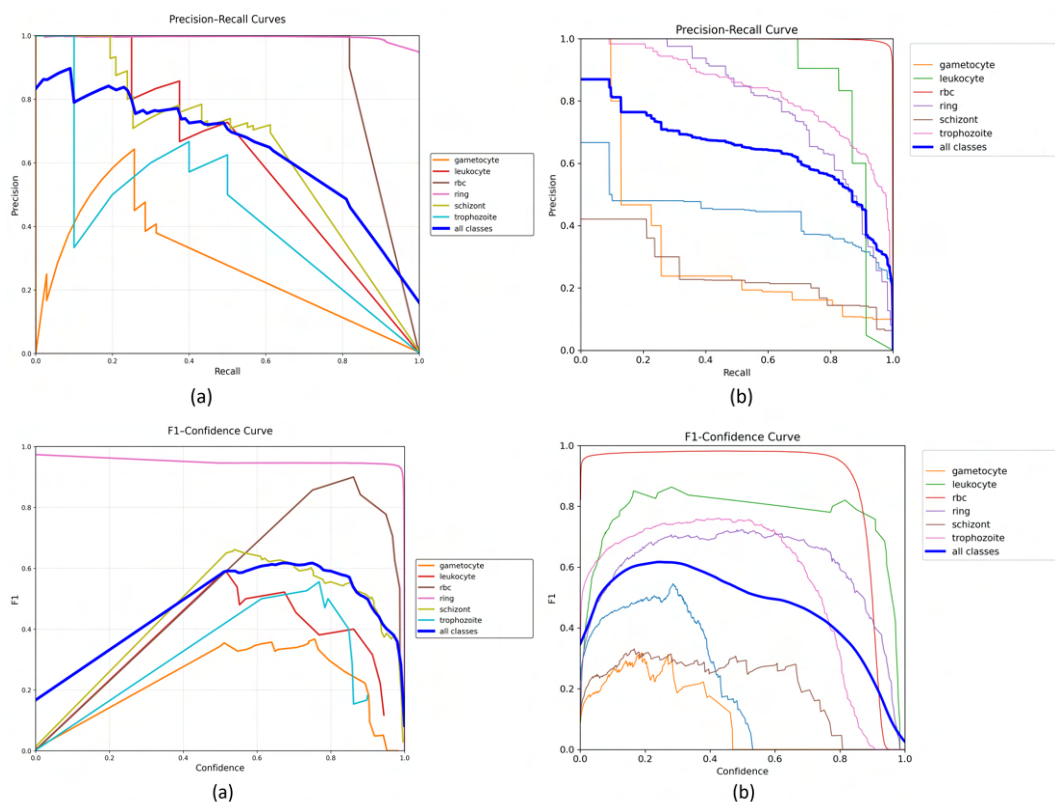 Precision–Recall Curves
1.0
0.8
0.6
0.4
0.2
0.0
Precision
0.0 0.2 0.4 0.6 0.8 1.0
Recall
gametocyte
leukocyte
rbc
ring
schizont
trophozoite
all classes
(a)
Precision-Recall Curve
1.0
0.8
0.6
0.4
0.2
0.0
Precision
0.0 0.2 0.4 0.6 0.8 1.0
Recall
gametocyte
leukocyte
rbc
ring
schizont
trophozoite
all classes
(b)
F1–Confidence Curve
1.0
0.8
0.6
0.4
0.2
0.0
F1
0.0 0.2 0.4 0.6 0.8 1.0
Confidence
gametocyte
leukocyte
rbc
ring
schizont
trophozoite
all classes
(a)
F1-Confidence Curve
1.0
0.8
0.6
0.4
0.2
0.0
F1
0.0 0.2 0.4 0.6 0.8 1.0
Confidence
gametocyte
leukocyte
rbc
ring
schizont
trophozoite
all classes
(b)